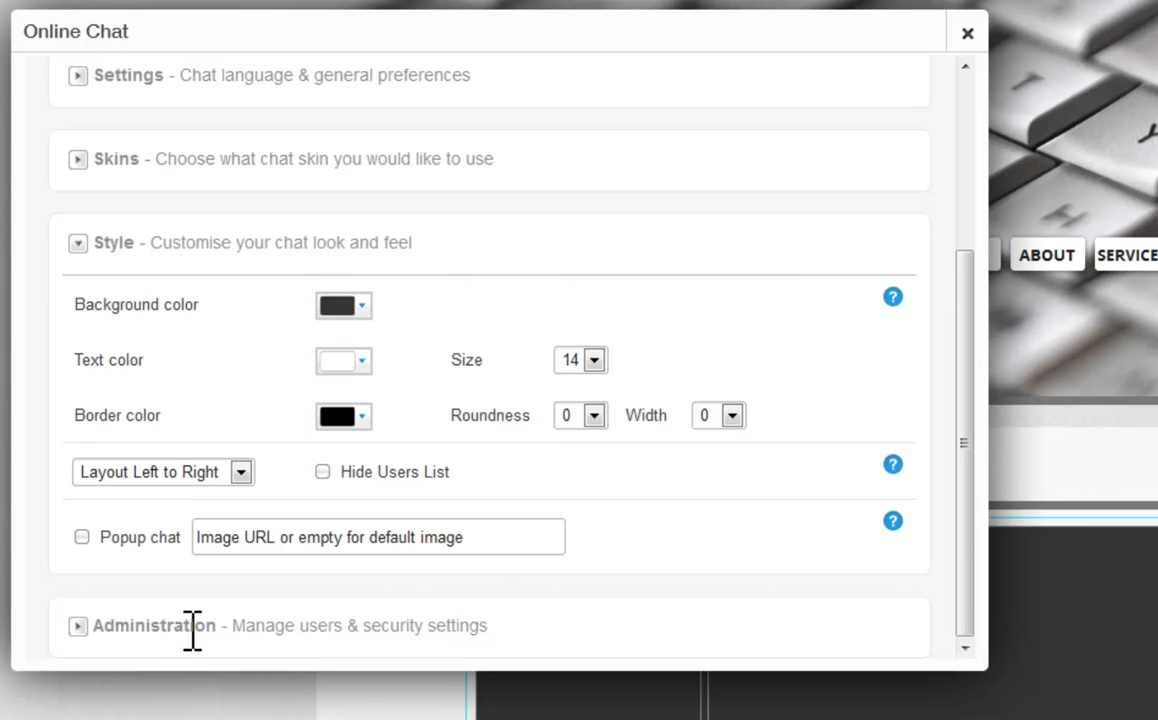 Online Chat
Settings - Chat language & general preferences
Skins - Choose what chat skin you would like to use
Style - Customise your chat look and feel
Background color
?
Text color
Size
14
Border color
Roundness
0
Width
0
Layout Left to Right
Hide Users List
?
Popup chat
Image URL or empty for default image
?
Administration - Manage users & security settings
T
Y
H
ABOUT
SERVICE